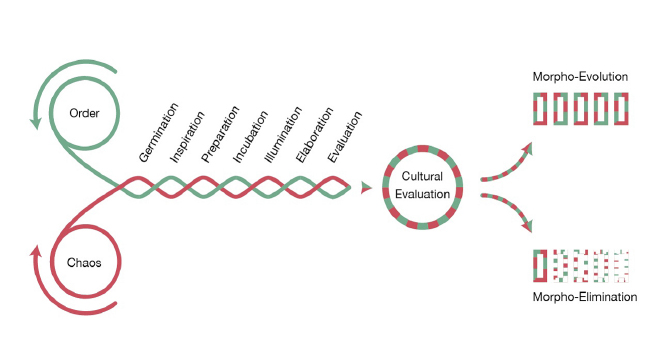 Order
Chaos
Germination
Inspiration
Preparation
Incubation
Illumination
Elaboration
Evaluation
Cultural
Evaluation
Morpho-Evolution
Morpho-Elimination